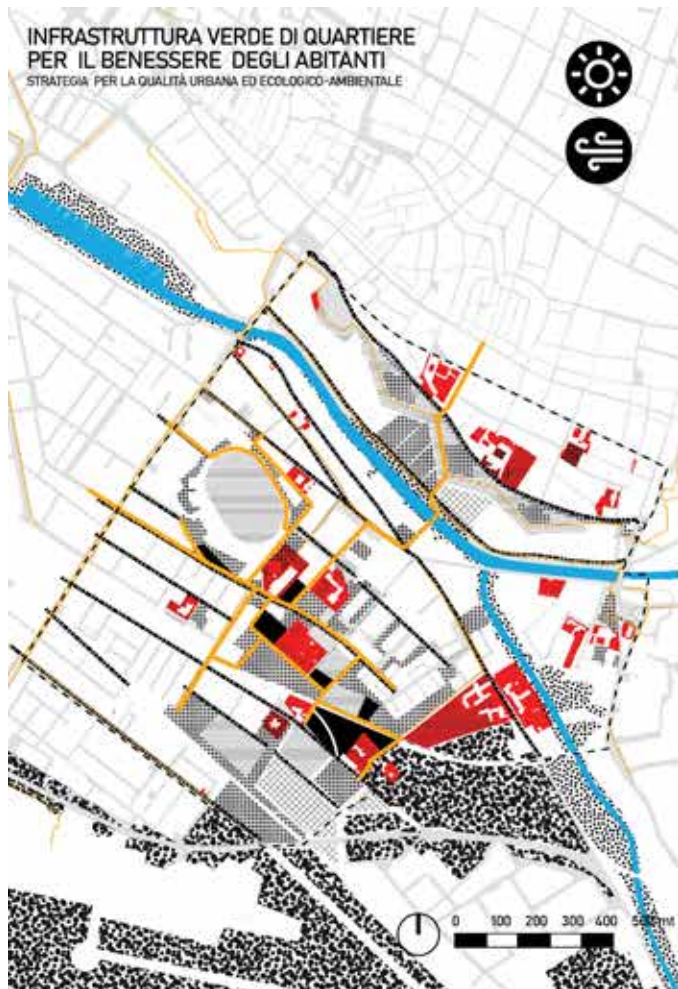 INFRASTRUTTURA VERDE DI QUARTIERE
PER IL BENESSERE DEGLI ABITANTI
STRATEGIA PER LA QUALITÀ URBANA ED ECOLOGICO-AMBIENTALE
0 100 200 300 400